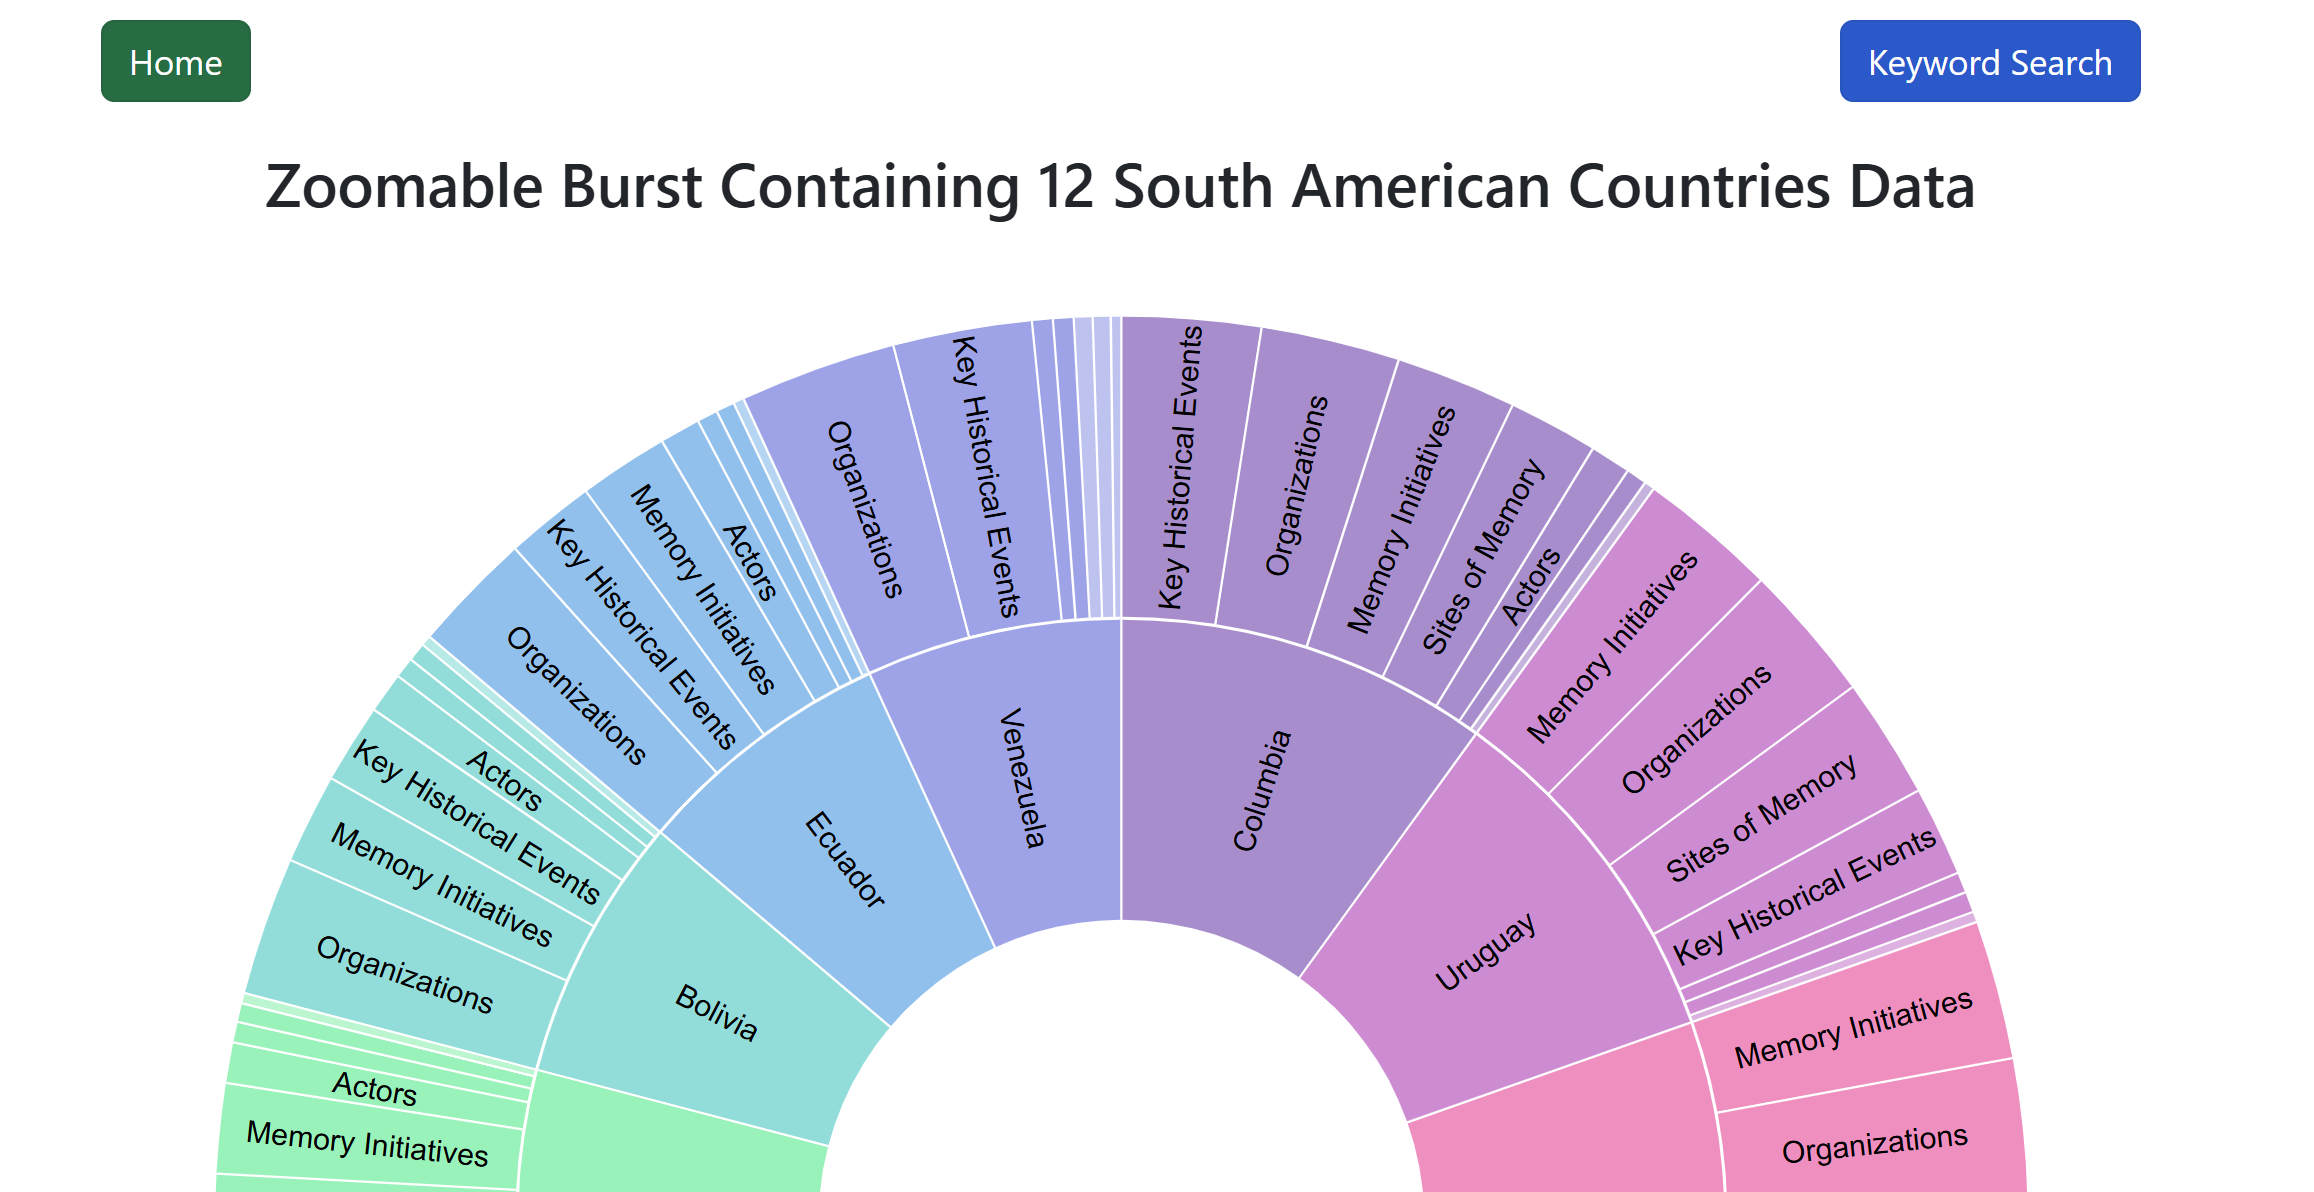 Home
Keyword Search
Zoomable Burst Containing 12 South American Countries Data
Key Historical Events
Organizations
Memory Initiatives
Sites of Memory
Actors
Columbia
Memory Initiatives
Organizations
Sites of Memory
Key Historical Events
Uruguay
Memory Initiatives
Organizations
Memory Initiatives
Actors
Organizations
Memory Initiatives
Key Historical Events
Actors
Bolivia
Organizations
Key Historical Events
Memory Initiatives
Actors
Ecuador
Organizations
Key Historical Events
Venezuela